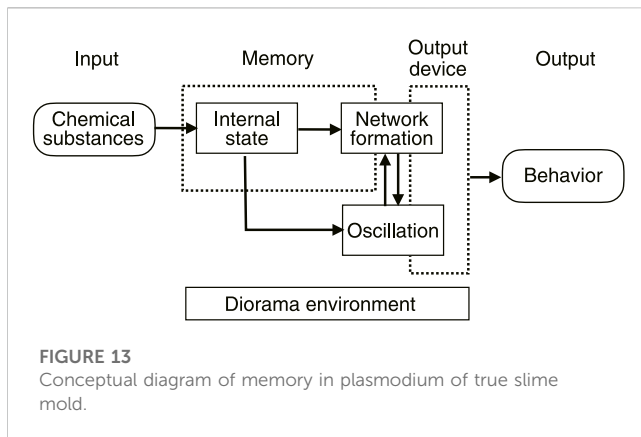 Input
Memory
Output
device
Output
Chemical
substances
Internal
state
Network
formation
Behavior
Oscillation
Diorama environment
FIGURE 13
Conceptual diagram of memory in plasmodium of true slime
mold.